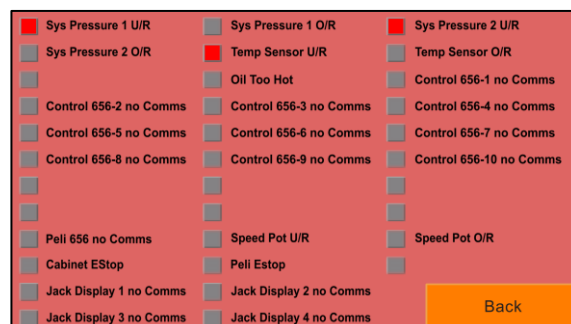 Sys Pressure 1 U/R Sys Pressure 1 O/R Sys Pressure 2 U/R
Sys Pressure 2 O/R Temp Sensor U/R Temp Sensor O/R
Oil Too Hot Control 656-1 no Comms
Control 656-2 no Comms Control 656-3 no Comms Control 656-4 no Comms
Control 656-5 no Comms Control 656-6 no Comms Control 656-7 no Comms
Control 656-8 no Comms Control 656-9 no Comms Control 656-10 no Comms
Peli 656 no Comms Speed Pot U/R Speed Pot O/R
Cabinet EStop Peli Estop
Jack Display 1 no Comms Jack Display 2 no Comms
Jack Display 3 no Comms Jack Display 4 no Comms
Back